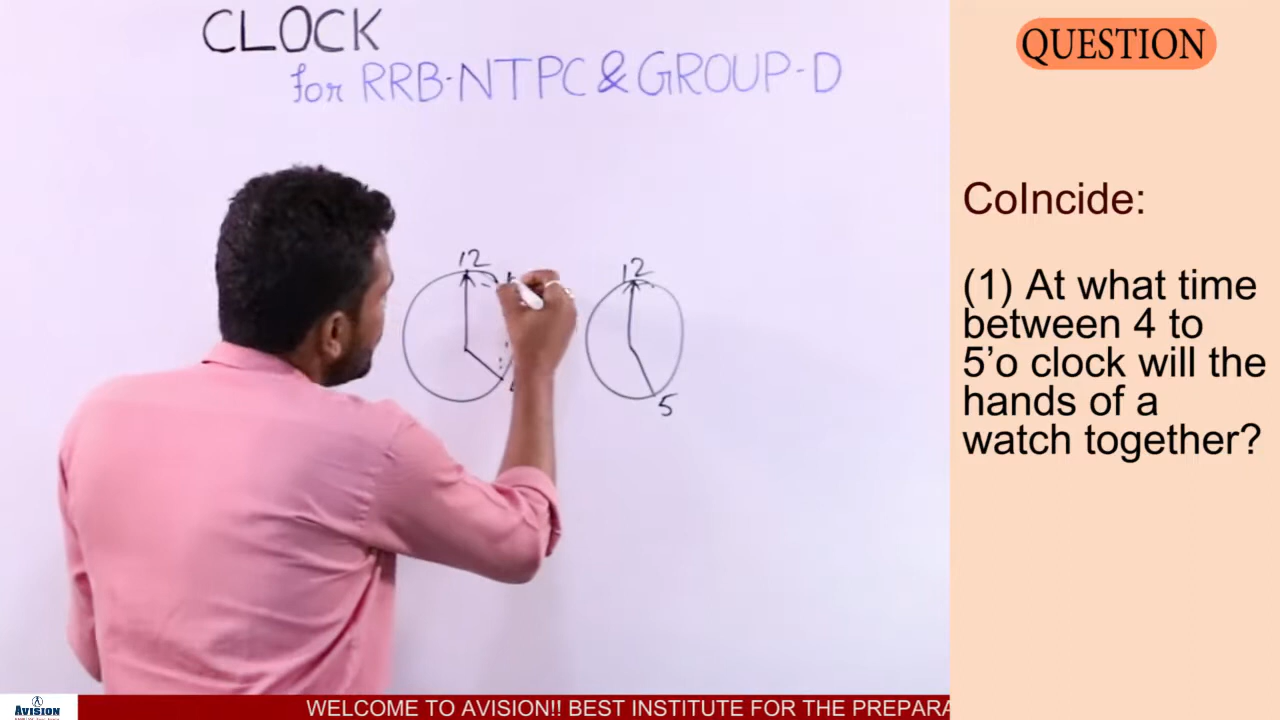 CLOCK
for RRB-NTPC & GROUP-D
12
12
5
QUESTION
CoIncide:
(1) At what time
between 4 to
5’o clock will the
hands of a
watch together?
AVISION
WELCOME TO AVISION!! BEST INSTITUTE FOR THE PREPARA